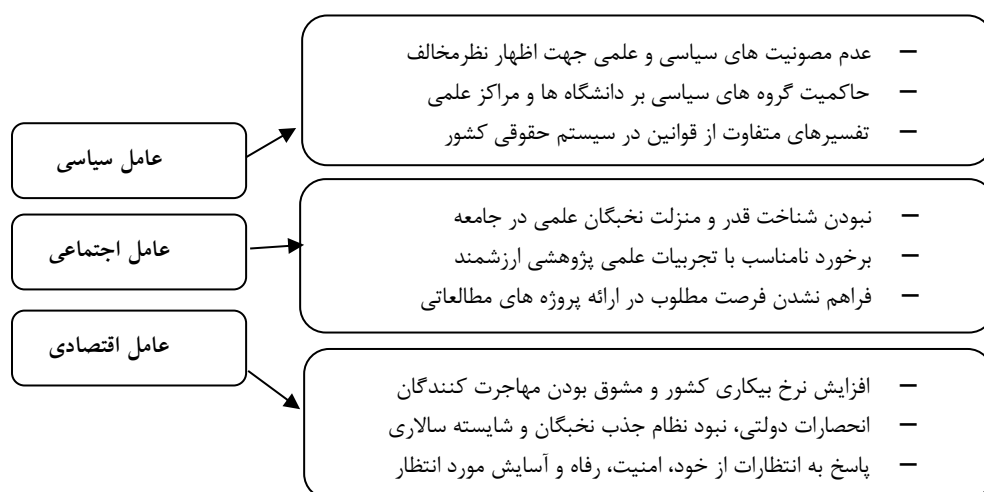 عامل سیاسی
– عدم مصونیت های سیاسی و علمی جهت اظهار نظرمخالف
– حاکمیت گروه های سیاسی بر دانشگاه ها و مراکز علمی
– تفسیرهای متفاوت از قوانین در سیستم حقوقی کشور
عامل اجتماعی
– نبودن شناخت قدر و منزلت نخبگان علمی در جامعه
– برخورد نامناسب با تجربیات علمی پژوهشی ارزشمند
– فراهم نشدن فرصت مطلوب در ارائه پروژه های مطالعاتی
عامل اقتصادی
– افزایش نرخ بیکاری کشور و مشوق بودن مهاجرت کنندگان
– انحصارات دولتی، نبود نظام جذب نخبگان و شایسته سالاری
– پاسخ به انتظارات از خود، امنیت، رفاه و آسایش مورد انتظار